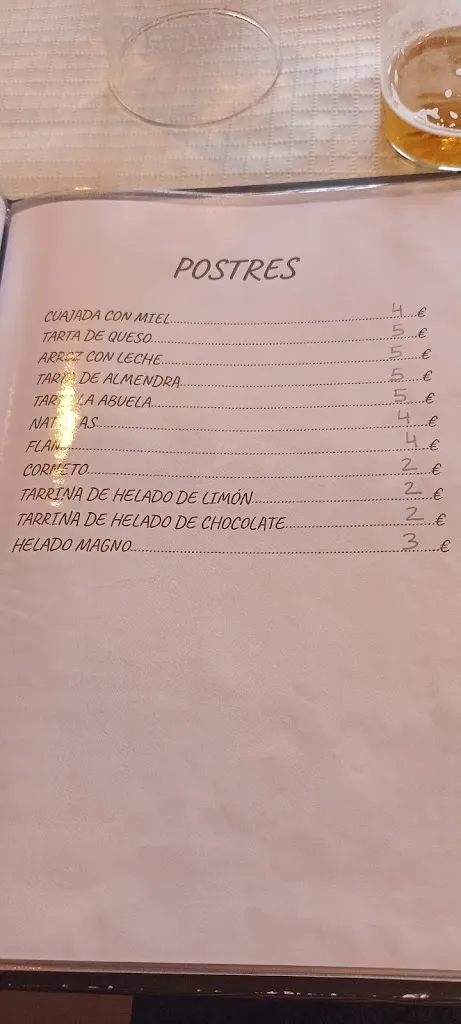 POSTRES
CUAJADA CON MIEL 4 €
TARTA DE QUESO 5 €
ARROZ CON LECHE 5 €
TARTA DE ALMENDRA 5 €
TARTA LA ABUELA 5 €
NATILLAS 4 €
FLAN 4 €
CORNETO 2 €
TARRINA DE HELADO DE LIMÓN 2 €
TARRINA DE HELADO DE CHOCOLATE 2 €
HELADO MAGNO 3 €